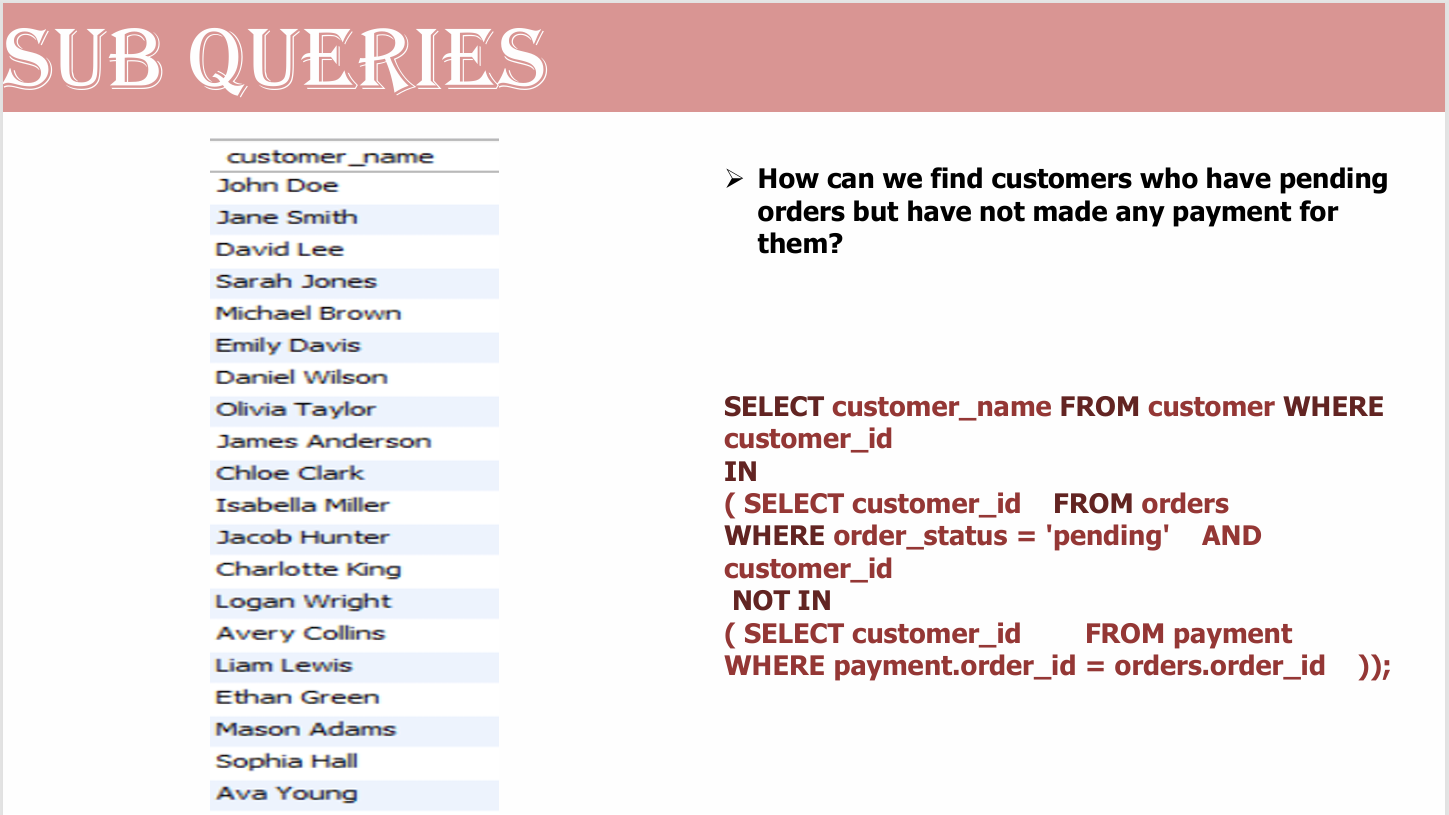 SUB QUERIES
customer_name
John Doe
Jane Smith
David Lee
Sarah Jones
Michael Brown
Emily Davis
Daniel Wilson
Olivia Taylor
James Anderson
Chloe Clark
Isabella Miller
Jacob Hunter
Charlotte King
Logan Wright
Avery Collins
Liam Lewis
Ethan Green
Mason Adams
Sophia Hall
Ava Young
➢ How can we find customers who have pending
orders but have not made any payment for
them?
SELECT customer_name FROM customer WHERE
customer_id
IN
( SELECT customer_id FROM orders
WHERE order_status = 'pending' AND
customer_id
NOT IN
( SELECT customer_id FROM payment
WHERE payment.order_id = orders.order_id ));